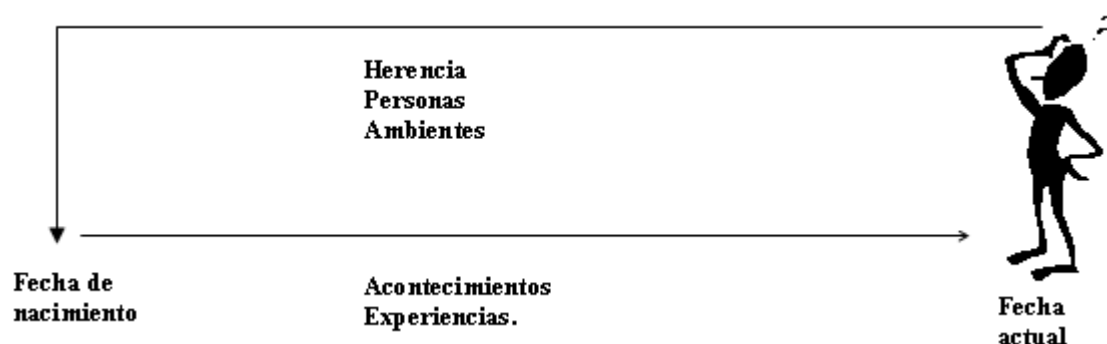 Herencia
Personas
Ambientes
Fecha de
nacimiento
Acontecimientos
Experiencias.
Fecha
actual